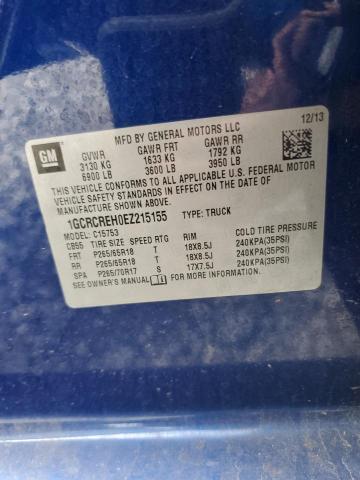 12/13
MFD BY GENERAL MOTORS LLC
GM
GVWR GAWR FRT GAWR RR
3130 KG 1633 KG 1792 KG
6900 LB 3600 LB 3950 LB
THIS VEHICLE CONFORMS TO ALL APPLICABLE U.S. FEDERAL MOTOR
VEHICLE SAFETY STANDARDS IN EFFECT ON THE DATE OF
MANUFACTURE SHOWN ABOVE.
1GCRCREH0EZ215155 TYPE: TRUCK
MODEL: C15753
CB55 TIRE SIZE SPEED RTG RIM COLD TIRE PRESSURE
FRT P265/65R18 T 18X8.5J 240KPA(35PSI)
RR P265/65R18 T 18X8.5J 240KPA(35PSI)
SPA P265/70R17 S 17X7.5J 240KPA(35PSI)
SEE OWNER'S MANUAL FOR MORE INFORMATION.